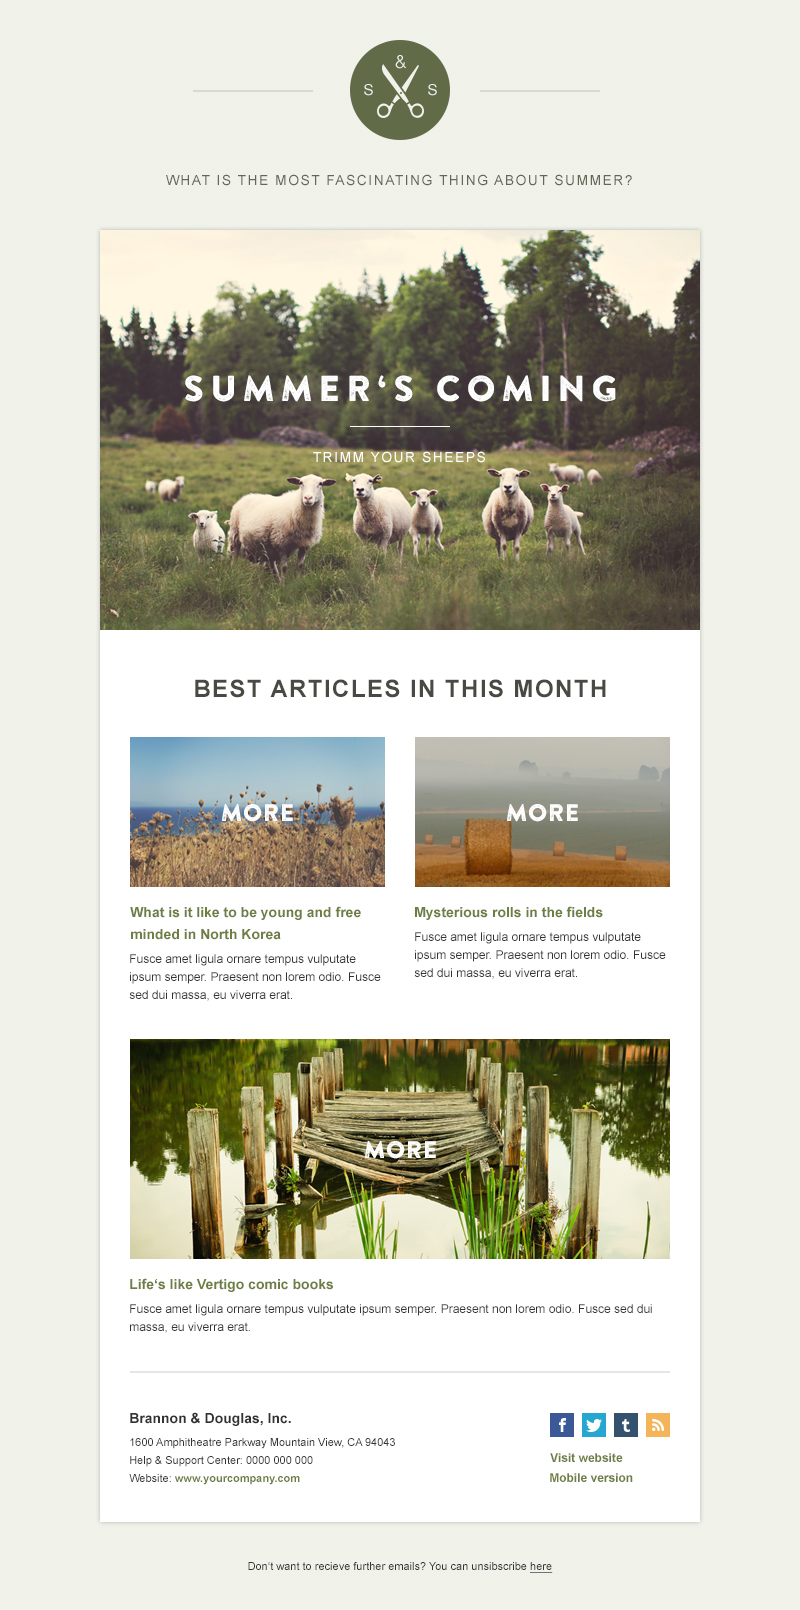 &
S S
WHAT IS THE MOST FASCINATING THING ABOUT SUMMER?
SUMMER‘S COMING
TRIMM YOUR SHEEPS
BEST ARTICLES IN THIS MONTH
MORE
MORE
What is it like to be young and free
minded in North Korea
Fusce amet ligula ornare tempus vulputate
ipsum semper. Praesent non lorem odio. Fusce
sed dui massa, eu viverra erat.
Mysterious rolls in the fields
Fusce amet ligula ornare tempus vulputate
ipsum semper. Praesent non lorem odio. Fusce
sed dui massa, eu viverra erat.
MORE
Life‘s like Vertigo comic books
Fusce amet ligula ornare tempus vulputate ipsum semper. Praesent non lorem odio. Fusce sed dui
massa, eu viverra erat.
Brannon & Douglas, Inc.
1600 Amphitheatre Parkway Mountain View, CA 94043
Help & Support Center: 0000 000 000
Website: www.yourcompany.com
f t
Visit website
Mobile version
Don‘t want to recieve further emails? You can unsibscribe here